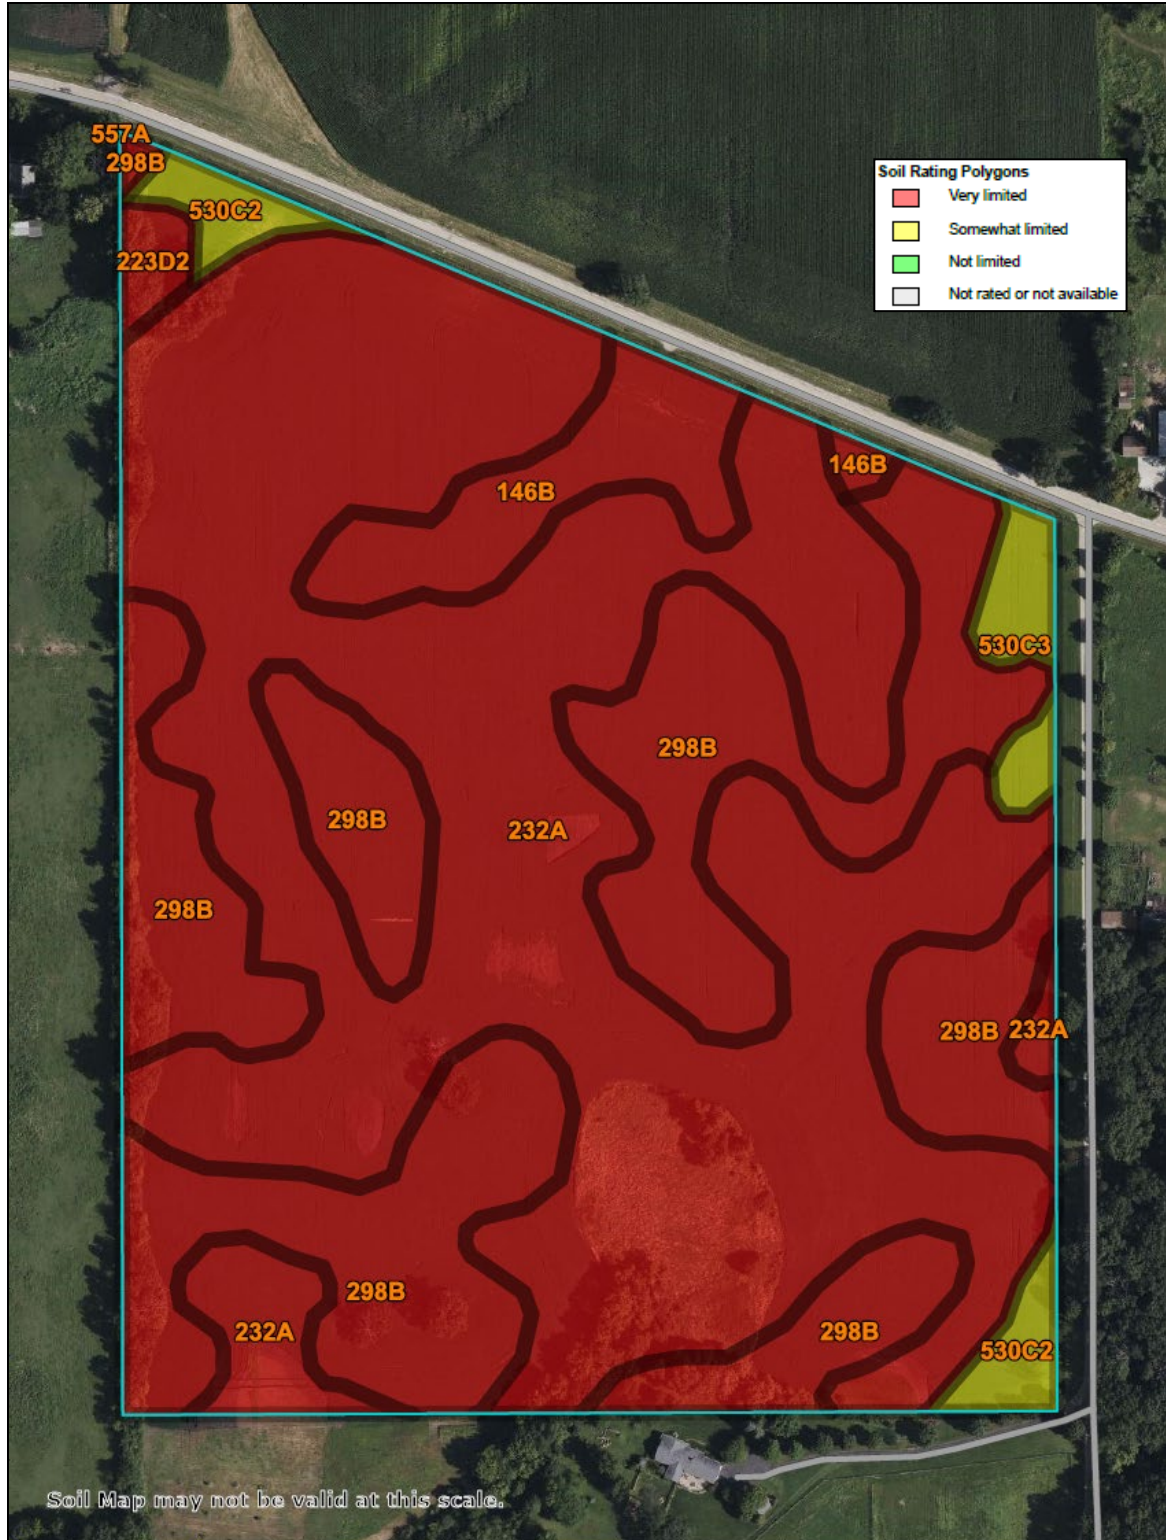 557A
298B
530C2
223D2
Soil Rating Polygons
Very limited
Somewhat limited
Not limited
Not rated or not available
146B
146B
530C3
298B
298B
232A
298B
298B
232A
298B
232A
298B
530C2
Soil Map may not be valid at this scale.